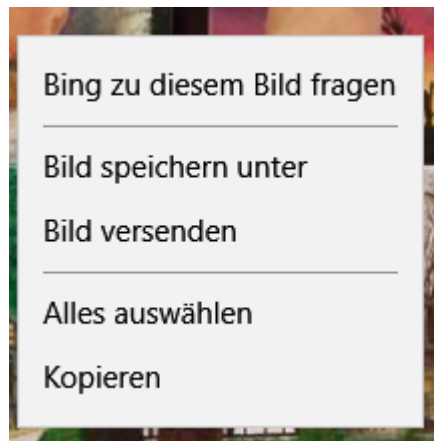 Bing zu diesem Bild fragen
Bild speichern unter
Bild versenden
Alles auswählen
Kopieren